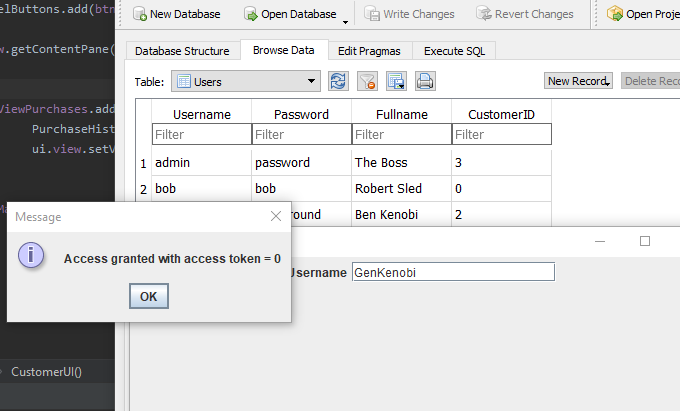 elButtons.add(btn
w.getContentPane(
ViewPurchases.add
PurchaseHist
ui.view.setV
CustomerUI()
New Database Open Database Write Changes Revert Changes Open Proje
Database Structure Browse Data Edit Pragmas Execute SQL
Table: Users New Record Delete Reco
Username Password Fullname CustomerID
Filter Filter Filter Filter
1 admin password The Boss 3
2 bob bob Robert Sled 0
ound Ben Kenobi 2
Message
Access granted with access token = 0
OK
Username GenKenobi